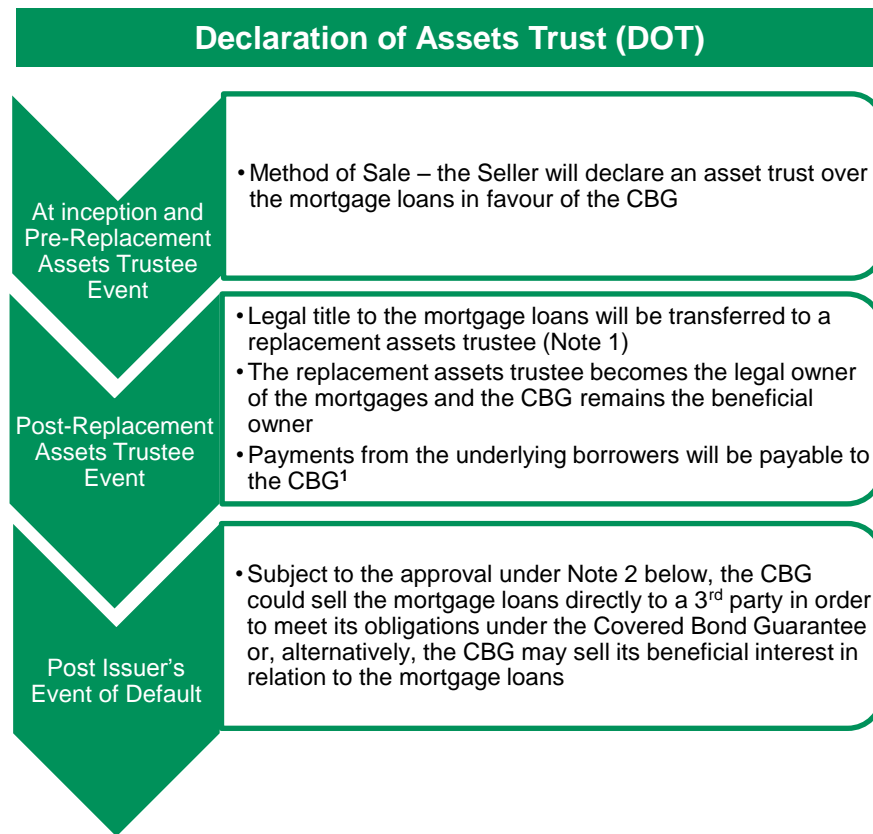 Declaration of Assets Trust (DOT)
At inception and
Pre-Replacement
Assets Trustee
Event
• Method of Sale – the Seller will declare an asset trust over
the mortgage loans in favour of the CBG
Post-Replacement
Assets Trustee
Event
• Legal title to the mortgage loans will be transferred to a
replacement assets trustee (Note 1)
• The replacement assets trustee becomes the legal owner
of the mortgages and the CBG remains the beneficial
owner
• Payments from the underlying borrowers will be payable to
the CBG¹
Post Issuer's
Event of Default
• Subject to the approval under Note 2 below, the CBG
could sell the mortgage loans directly to a 3rd party in order
to meet its obligations under the Covered Bond Guarantee
or, alternatively, the CBG may sell its beneficial interest in
relation to the mortgage loans